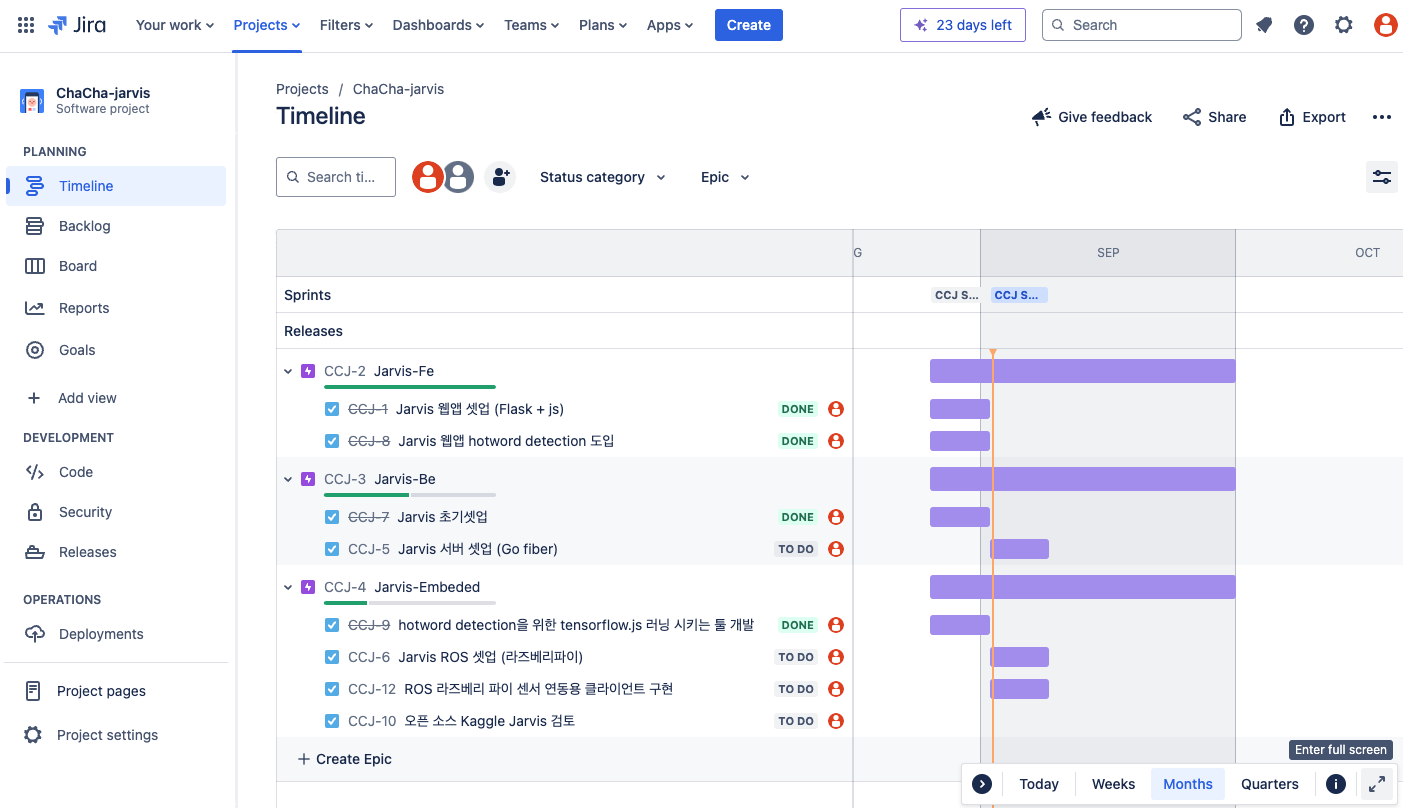 Jira Your work Projects Filters Dashboards Teams Plans Apps Create 23 days left Search
ChaCha-jarvis
Software project
PLANNING
Timeline
Backlog
Board
Reports
Goals
Add view
DEVELOPMENT
Code
Security
Releases
OPERATIONS
Deployments
Project pages
Project settings
Projects / ChaCha-jarvis
Timeline
Give feedback Share Export
Search ti... Status category Epic
G SEP OCT
Sprints CCJ S... CCJ S...
Releases
CCJ-2 Jarvis-Fe
CCJ-1 Jarvis 웹앱 셋업 (Flask + js) DONE
CCJ-8 Jarvis 웹앱 hotword detection 도입 DONE
CCJ-3 Jarvis-Be
CCJ-7 Jarvis 초기셋업 DONE
CCJ-5 Jarvis 서버 셋업 (Go fiber) TO DO
CCJ-4 Jarvis-Embeded
CCJ-9 hotword detection을 위한 tensorflow.js 러닝 시키는 툴 개발 DONE
CCJ-6 Jarvis ROS 셋업 (라즈베리파이) TO DO
CCJ-12 ROS 라즈베리 파이 센서 연동용 클라이언트 구현 TO DO
CCJ-10 오픈 소스 Kaggle Jarvis 검토 TO DO
Create Epic
Enter full screen
Today Weeks Months Quarters